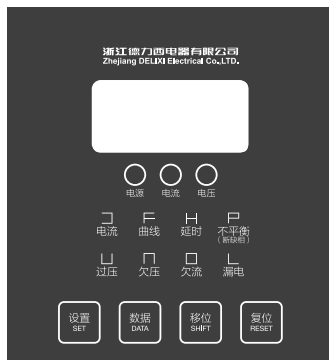 浙江德力西电器有限公司
Zhejiang DELIXI Electrical Co.,LTD.
电源 电流 电压
コ F H P
电流 曲线 延时 不平衡
(断缺相)
⊔ ⊓ 口 L
过压 欠压 欠流 漏电
设置 数据 移位 复位
SET DATA SHIFT RESET